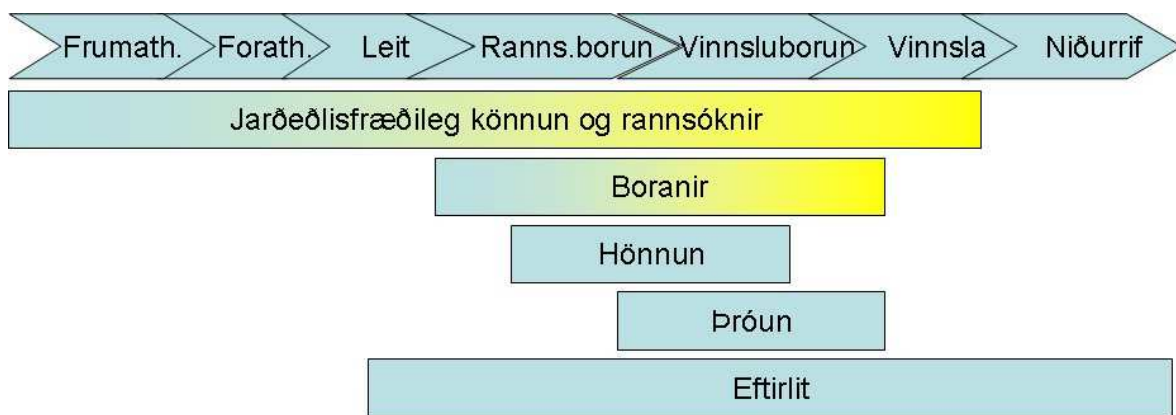 Frumath. Forath. Leit Ranns.borun Vinnsluborun Vinnsla Niðurrif
Jarðeðlisfræðileg könnun og rannsóknir
Boranir
Hönnun
Þróun
Eftirlit